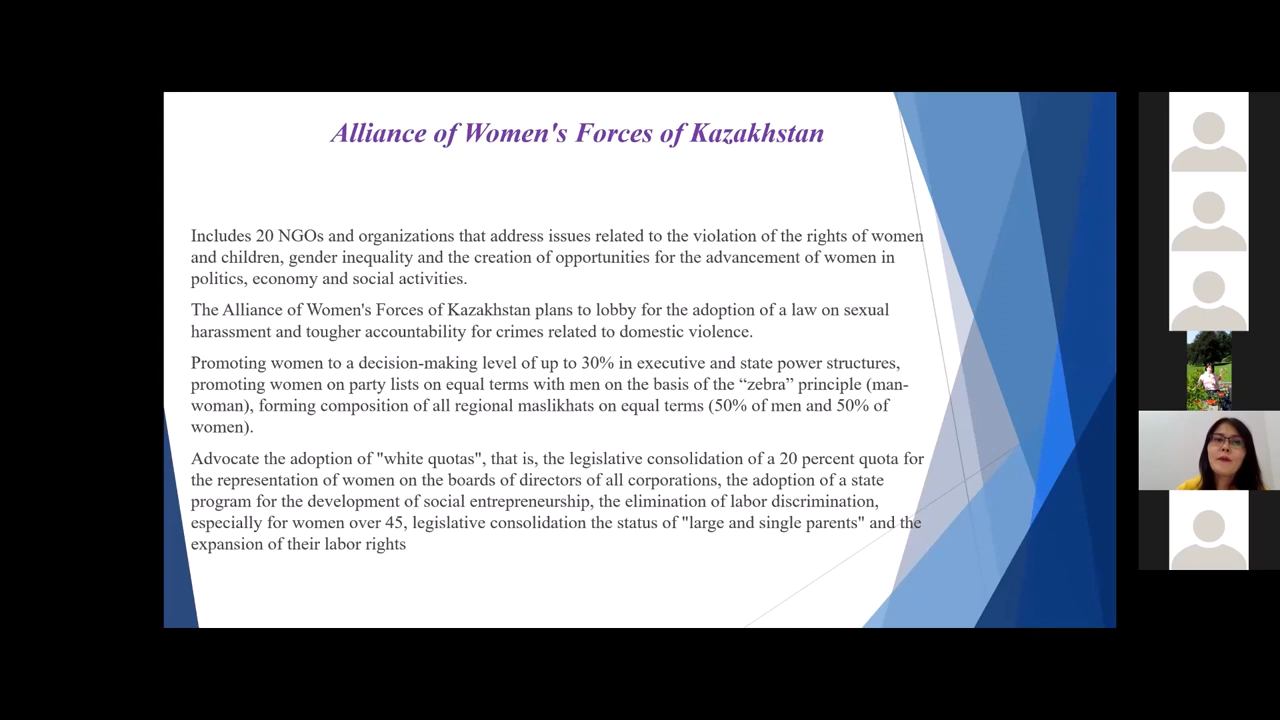 Alliance of Women's Forces of Kazakhstan
Includes 20 NGOs and organizations that address issues related to the violation of the rights of women
and children, gender inequality and the creation of opportunities for the advancement of women in
politics, economy and social activities.
The Alliance of Women's Forces of Kazakhstan plans to lobby for the adoption of a law on sexual
harassment and tougher accountability for crimes related to domestic violence.
Promoting women to a decision-making level of up to 30% in executive and state power structures,
promoting women on party lists on equal terms with men on the basis of the “zebra” principle (man-
woman), forming composition of all regional maslikhats on equal terms (50% of men and 50% of
women).
Advocate the adoption of "white quotas", that is, the legislative consolidation of a 20 percent quota for
the representation of women on the boards of directors of all corporations, the adoption of a state
program for the development of social entrepreneurship, the elimination of labor discrimination,
especially for women over 45, legislative consolidation the status of "large and single parents" and the
expansion of their labor rights